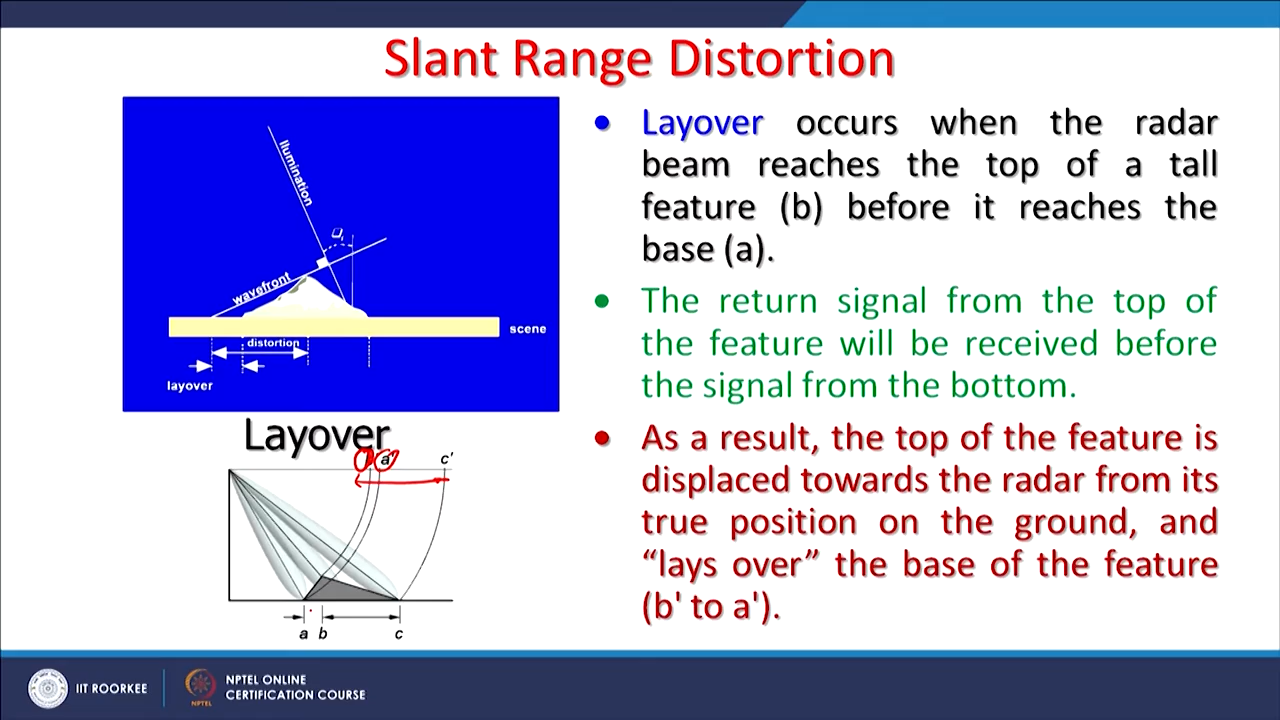 Slant Range Distortion
illumination
wavefront
scene
distortion
layover
Layover
a'
c'
a b c
• Layover occurs when the radar
beam reaches the top of a tall
feature (b) before it reaches the
base (a).
• The return signal from the top of
the feature will be received before
the signal from the bottom.
• As a result, the top of the feature is
displaced towards the radar from its
true position on the ground, and
“lays over” the base of the feature
(b' to a').
IIT ROORKEE
NPTEL
NPTEL ONLINE
CERTIFICATION COURSE